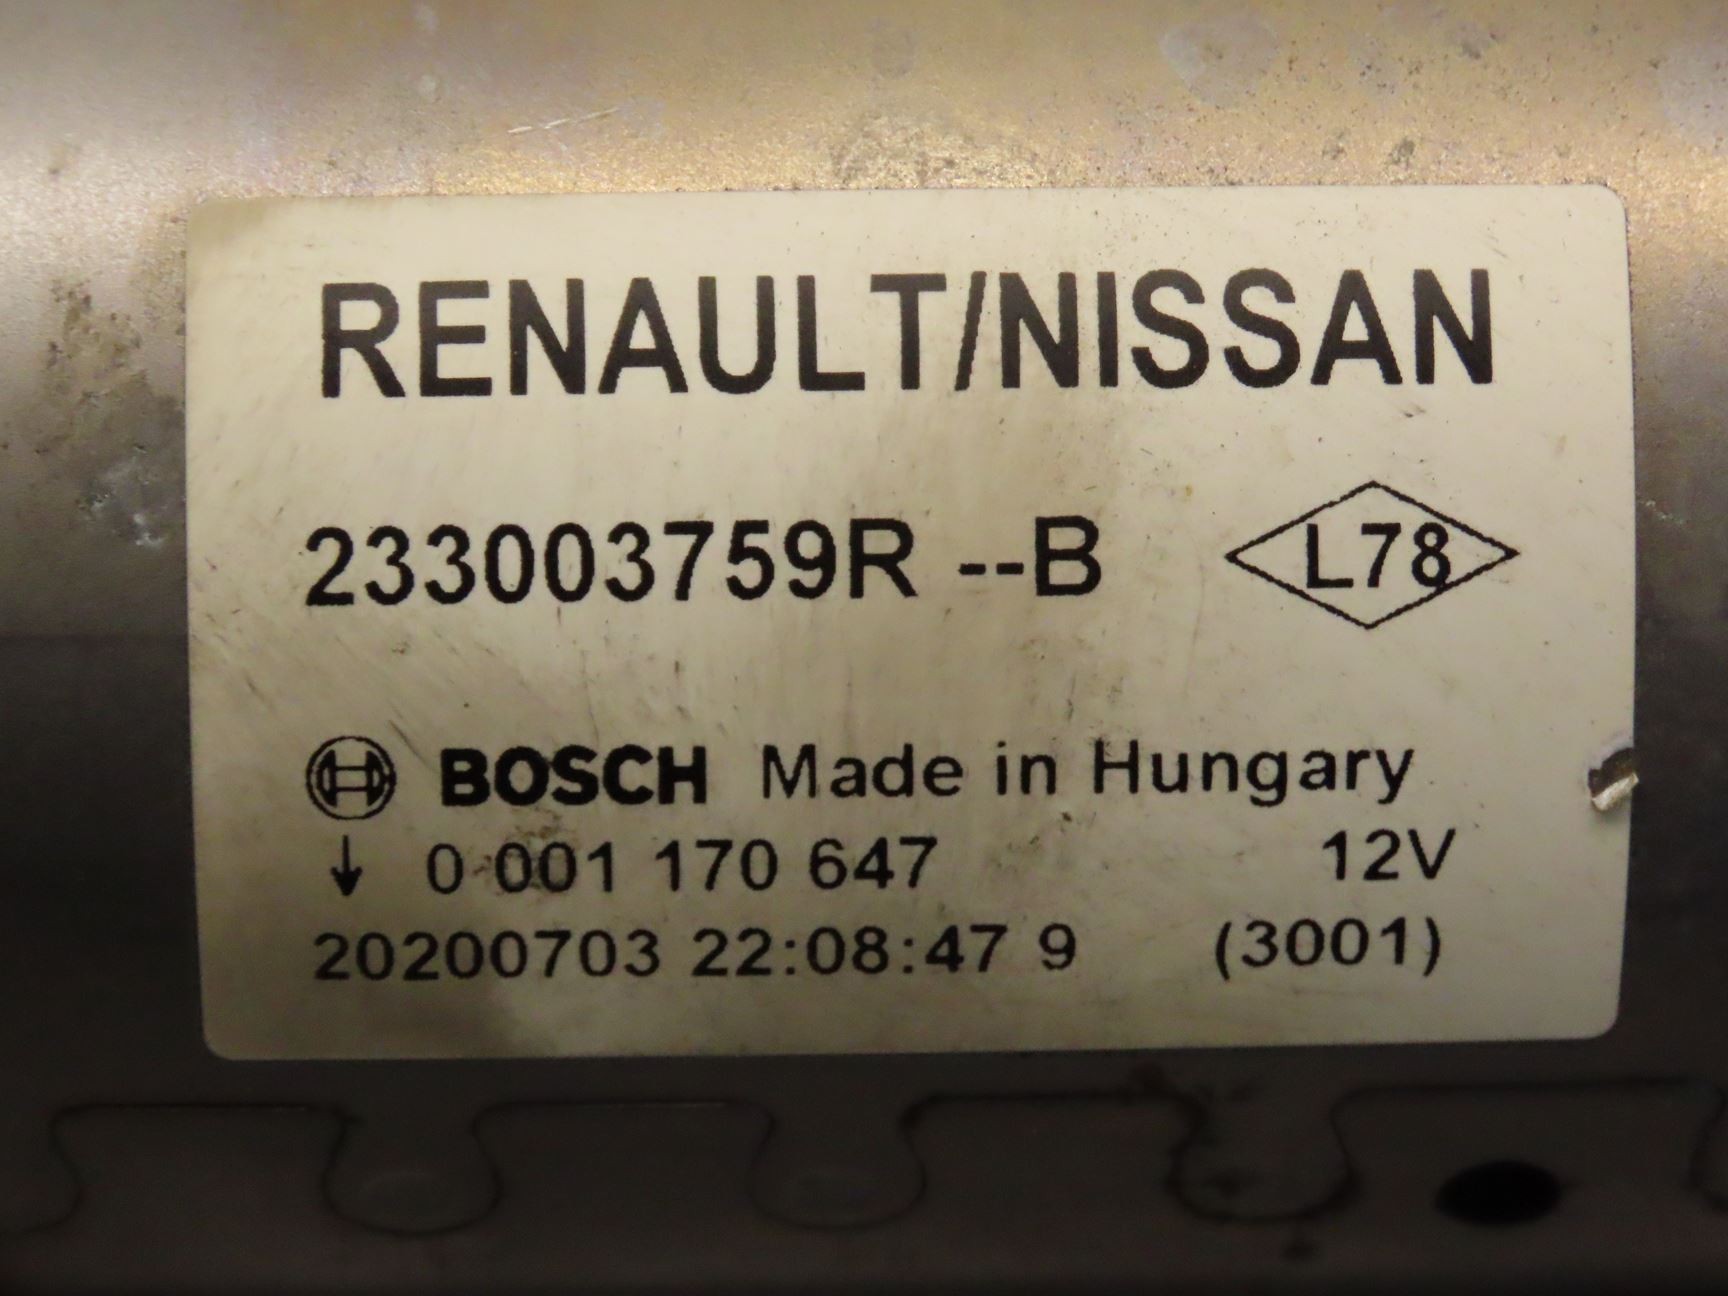 RENAULT/NISSAN
233003759R --B L78
BOSCH Made in Hungary
↓ 0 001 170 647 12V
20200703 22:08:47 9 (3001)